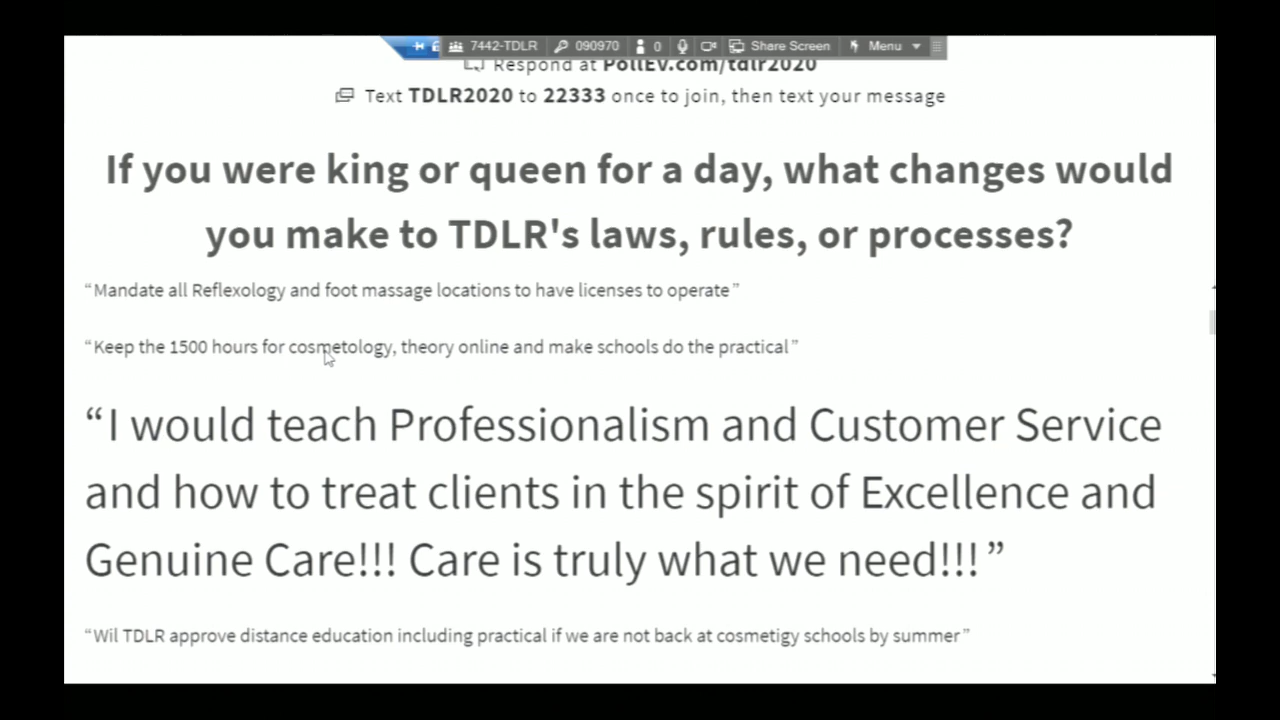 7442-TDLR 090970 0 Share Screen Menu
Respond at PollEv.com/tdlr2020
Text TDLR2020 to 22333 once to join, then text your message
If you were king or queen for a day, what changes would
you make to TDLR's laws, rules, or processes?
“Mandate all Reflexology and foot massage locations to have licenses to operate”
“Keep the 1500 hours for cosmetology, theory online and make schools do the practical”
“I would teach Professionalism and Customer Service
and how to treat clients in the spirit of Excellence and
Genuine Care!!! Care is truly what we need!!!”
“Wil TDLR approve distance education including practical if we are not back at cosmetigy schools by summer”